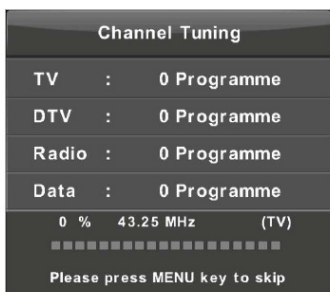 Channel Tuning
TV : 0 Programme
DTV : 0 Programme
Radio : 0 Programme
Data : 0 Programme
0 % 43.25 MHz (TV)
Please press MENU key to skip